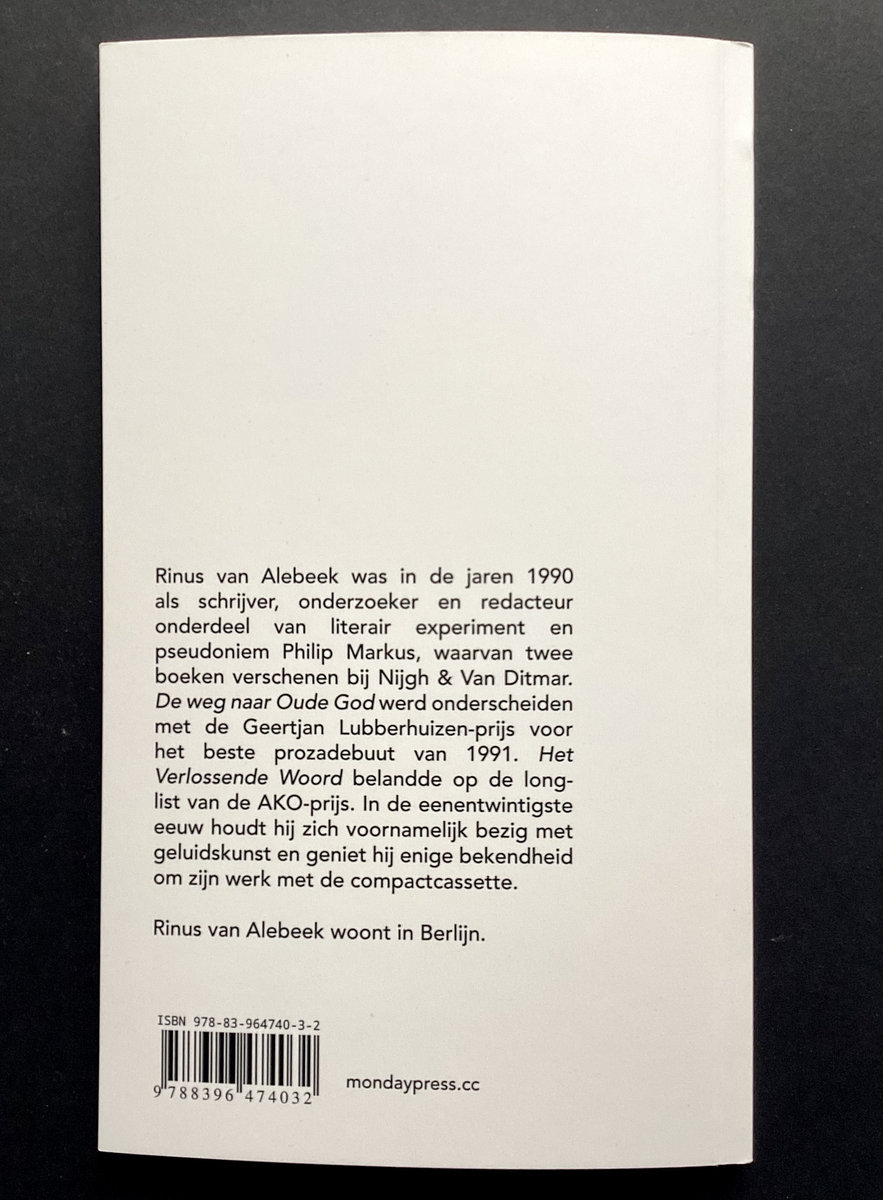 Rinus van Alebeek was in de jaren 1990
als schrijver, onderzoeker en redacteur
onderdeel van literair experiment en
pseudoniem Philip Markus, waarvan twee
boeken verschenen bij Nijgh & Van Ditmar.
De weg naar Oude God werd onderscheiden
met de Geertjan Lubberhuizen-prijs voor
het beste prozadebuut van 1991. Het
Verlossende Woord belandde op de long-
list van de AKO-prijs. In de eenentwintigste
eeuw houdt hij zich voornamelijk bezig met
geluidskunst en geniet hij enige bekendheid
om zijn werk met de compactcassette.
Rinus van Alebeek woont in Berlijn.
ISBN 978-83-964740-3-2
9 788396 474032
mondaypress.cc